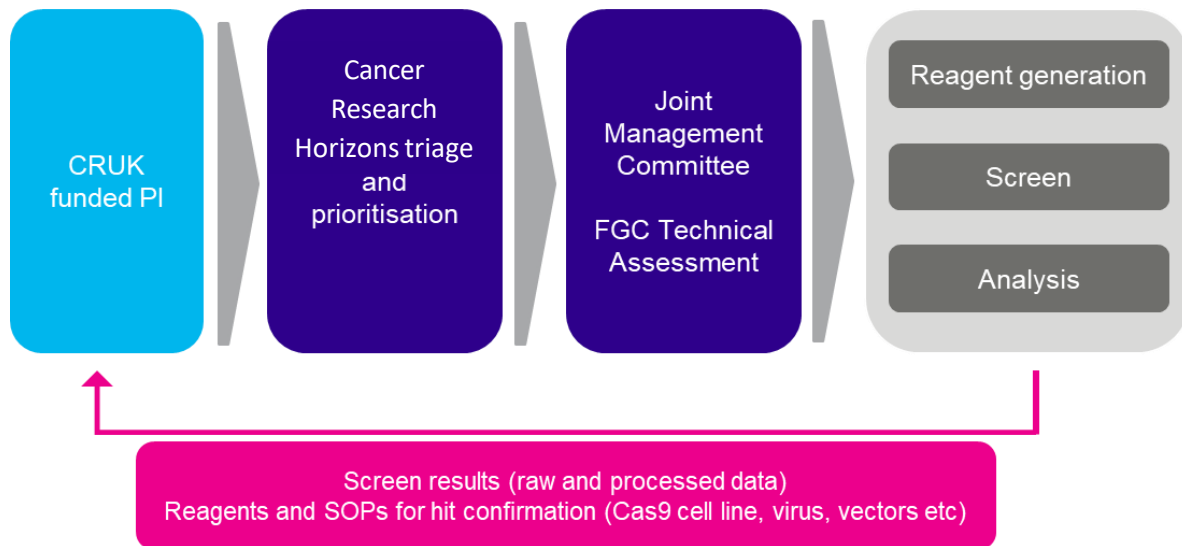 CRUK
funded PI
Cancer
Research
Horizons triage
and
prioritisation
Joint
Management
Committee
FGC Technical
Assessment
Reagent generation
Screen
Analysis
Screen results (raw and processed data)
Reagents and SOPs for hit confirmation (Cas9 cell line, virus, vectors etc)